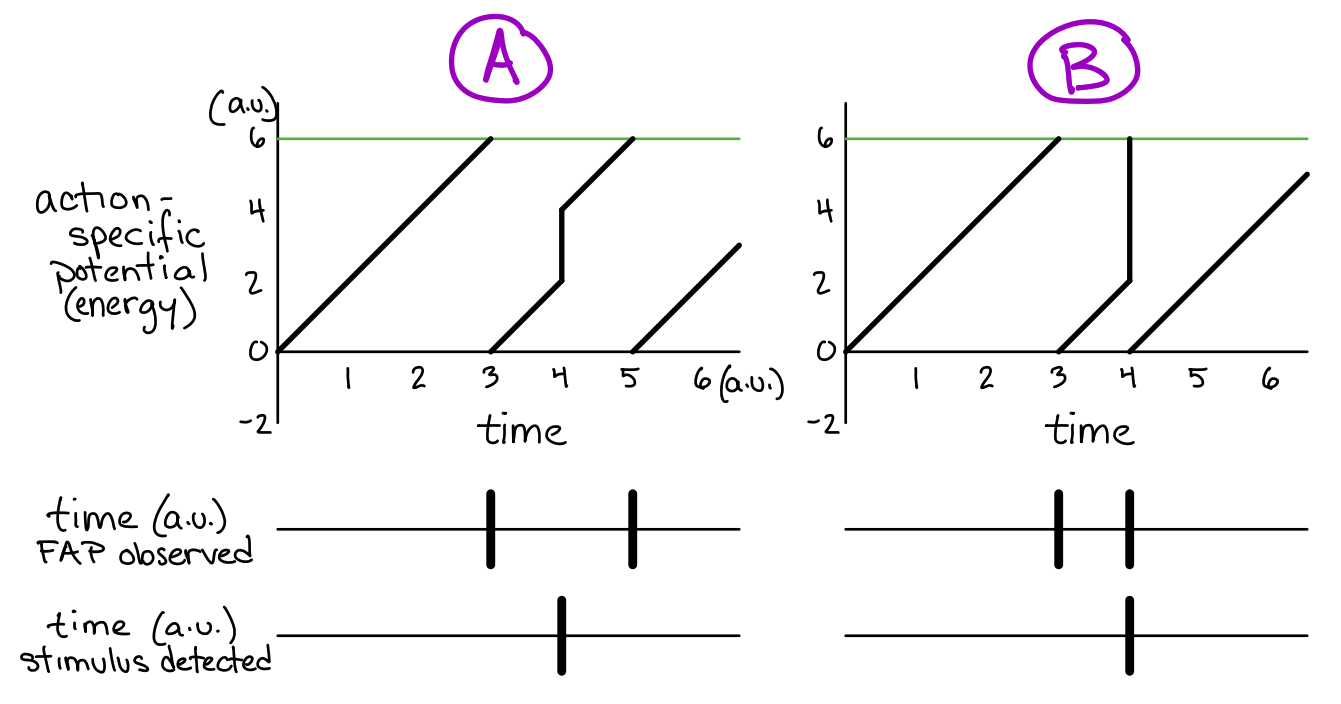 A
B
(a.u.)
6
4
2
0
-2
action-
specific
potential
(energy)
1 2 3 4 5 6 (a.u.)
time
6
4
2
0
-2
1 2 3 4 5 6
time
time (a.u.)
FAP observed
time (a.u.)
stimulus detected